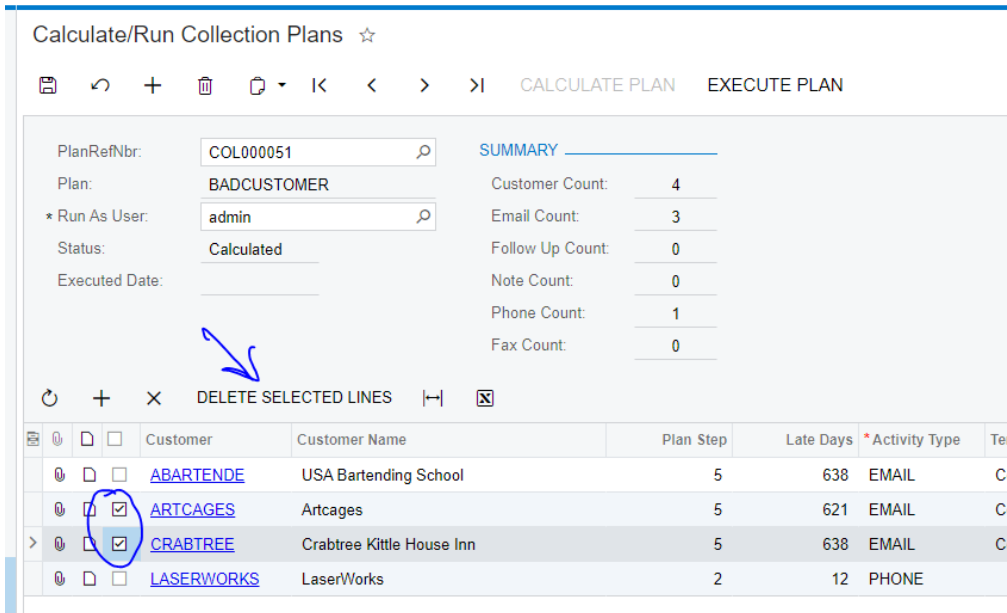 Calculate/Run Collection Plans
CALCULATE PLAN EXECUTE PLAN
PlanRefNbr: COL000051
Plan: BADCUSTOMER
* Run As User: admin
Status: Calculated
Executed Date:
SUMMARY
Customer Count: 4
Email Count: 3
Follow Up Count: 0
Note Count: 0
Phone Count: 1
Fax Count: 0
DELETE SELECTED LINES
Customer Customer Name Plan Step Late Days * Activity Type Te
ABARTENDE USA Bartending School 5 638 EMAIL C
ARTCAGES Artcages 5 621 EMAIL C
CRABTREE Crabtree Kittle House Inn 5 638 EMAIL C
LASERWORKS LaserWorks 2 12 PHONE